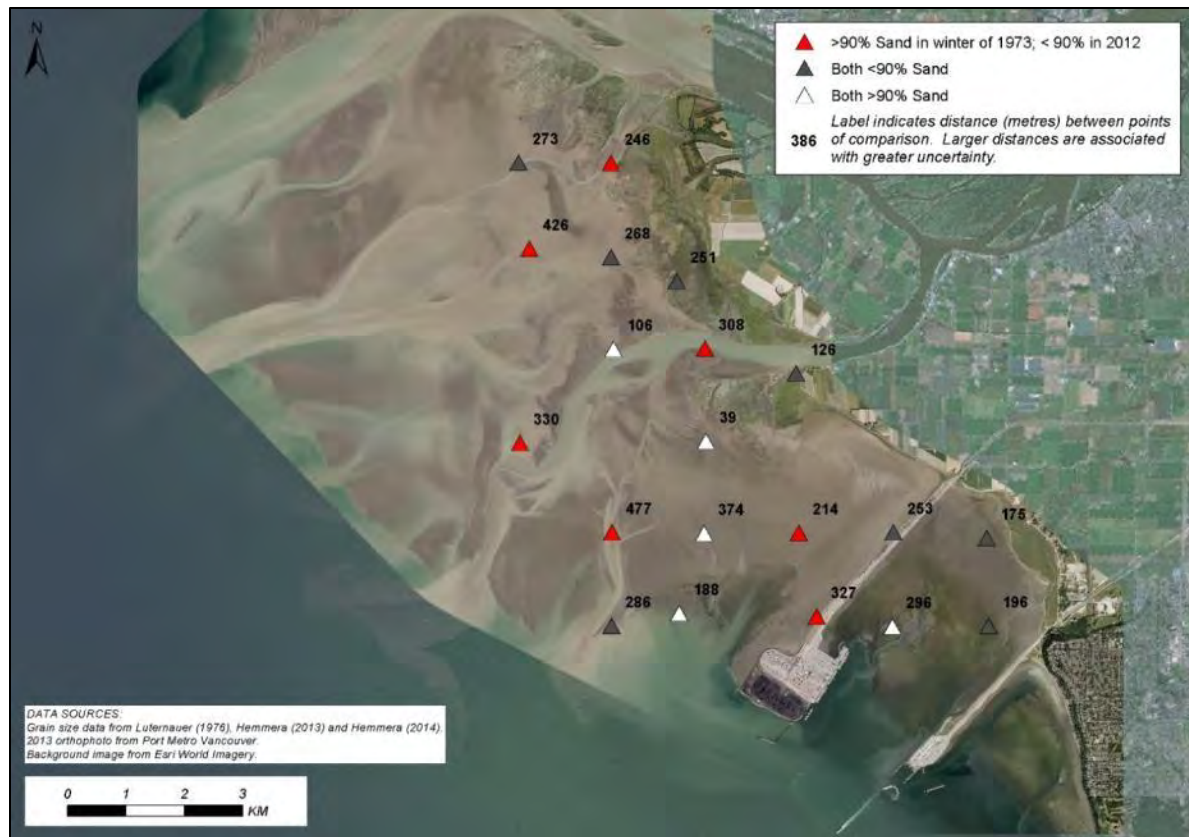 >90% Sand in winter of 1973; < 90% in 2012
Both <90% Sand
Both >90% Sand
Label indicates distance (metres) between points
386 of comparison. Larger distances are associated
with greater uncertainty.
N
273
246
426
268
251
106
308
126
330
39
477
374
214
253
175
286
188
327
296
196
DATA SOURCES:
Grain size data from Luternauer (1976), Hemmera (2013) and Hemmera (2014).
2013 orthophoto from Port Metro Vancouver.
Background image from Esri World Imagery.
0 1 2 3
KM